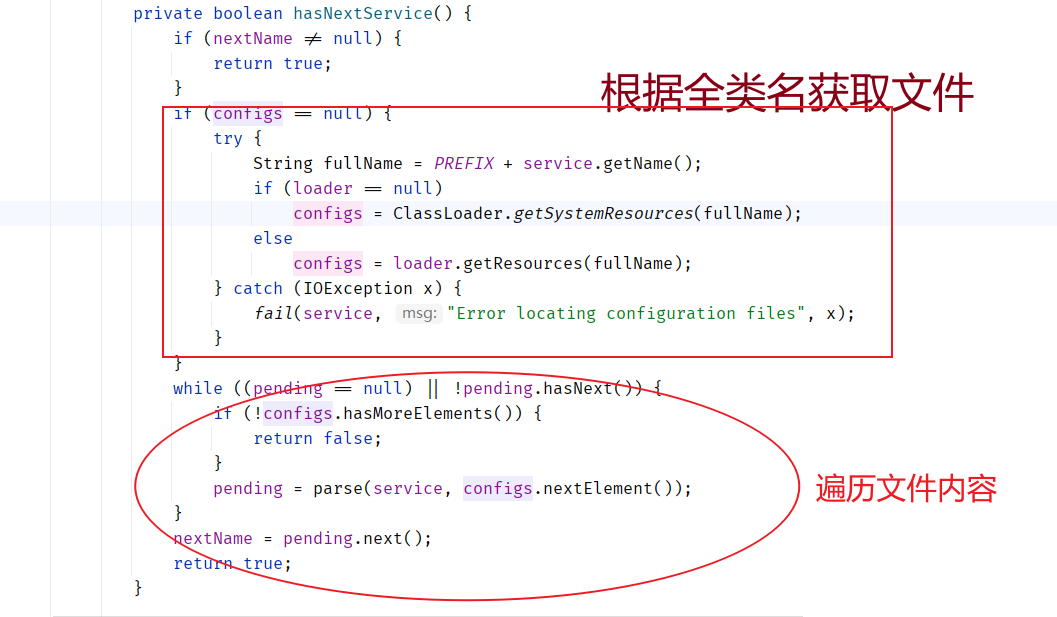 private boolean hasNextService() {
if (nextName ≠ null) {
return true;
}
根据全类名获取文件
if (configs == null) {
try {
String fullName = PREFIX + service.getName();
if (loader == null)
configs = ClassLoader.getSystemResources(fullName);
else
configs = loader.getResources(fullName);
} catch (IOException x) {
fail(service, msg: "Error locating configuration files", x);
}
}
while ((pending == null) || !pending.hasNext()) {
if (!configs.hasMoreElements()) {
return false;
}
pending = parse(service, configs.nextElement());
遍历文件内容
}
nextName = pending.next();
return true;
}